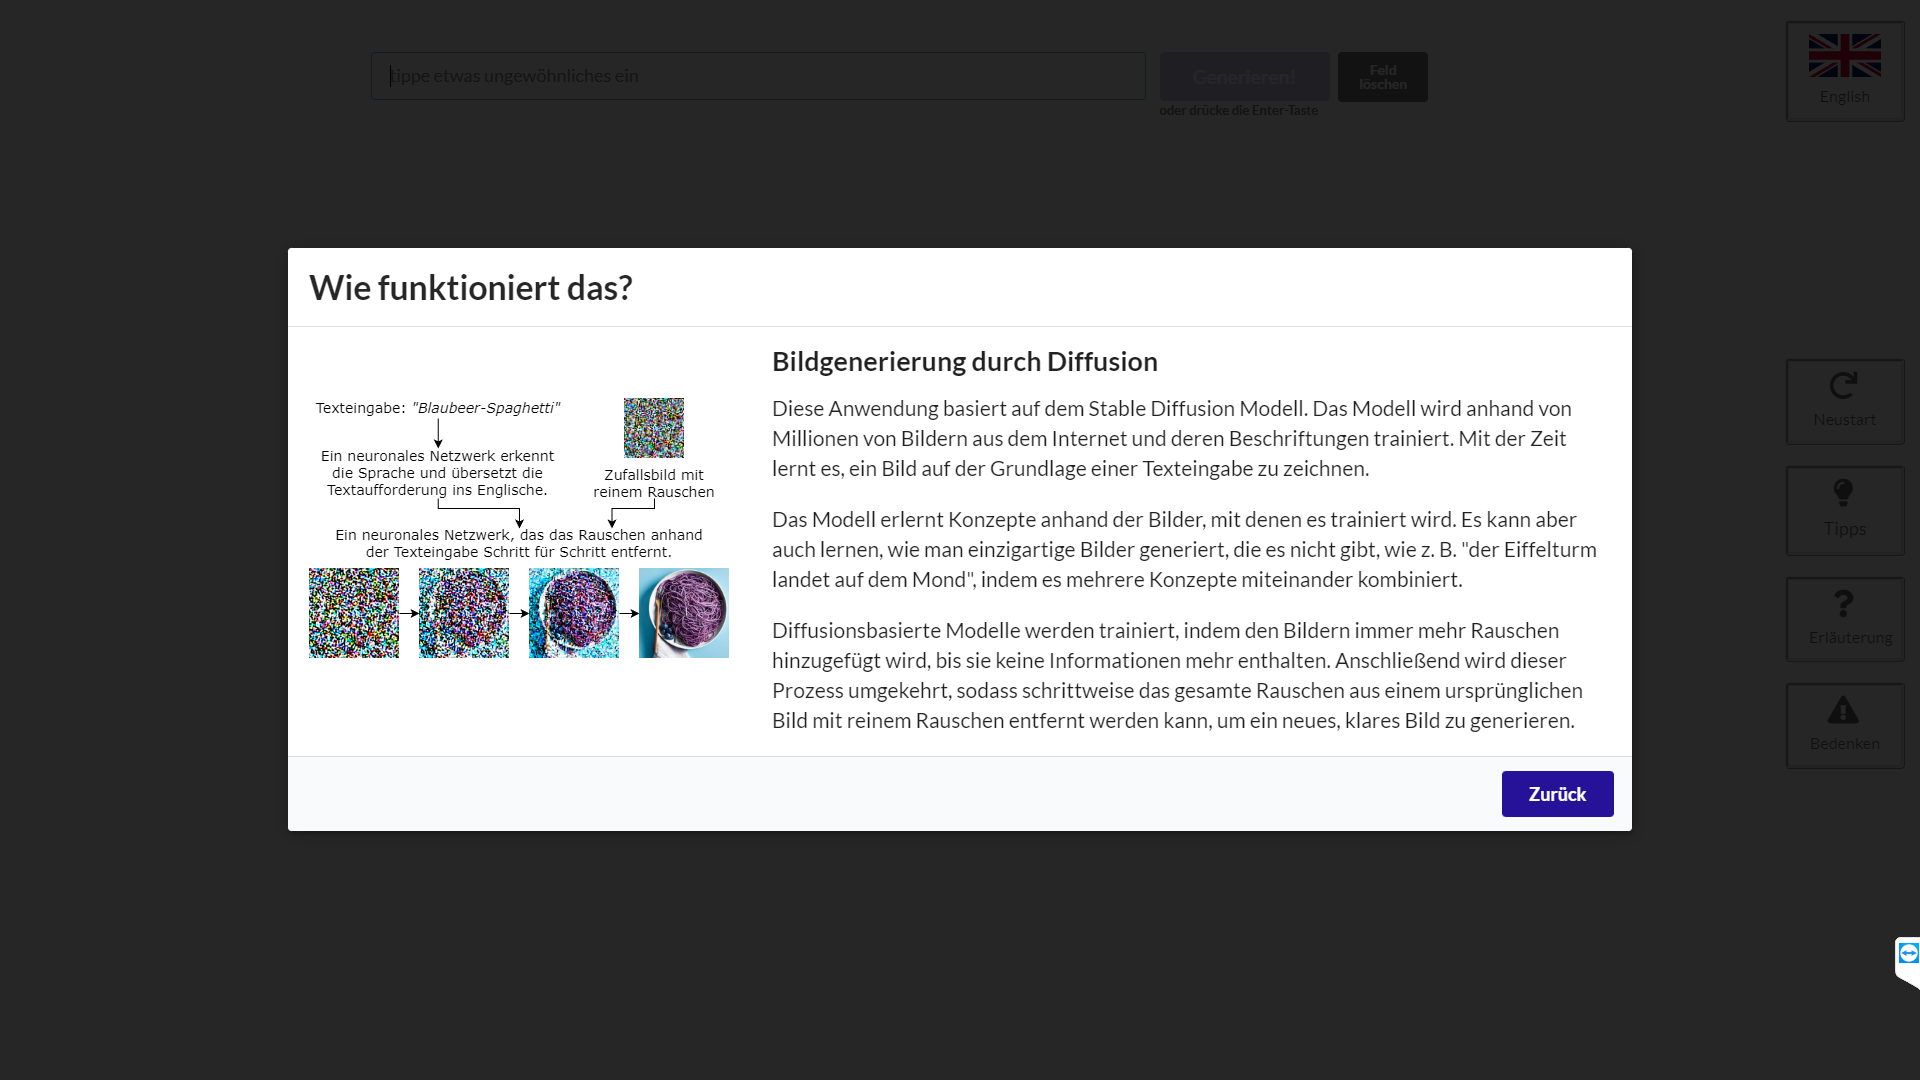 tippe etwas ungewöhnliches ein
Generieren!
Feld
löschen
oder drücke die Enter-Taste
English
Wie funktioniert das?
Texteingabe: "Blaubeer-Spaghetti"
Ein neuronales Netzwerk erkennt
die Sprache und übersetzt die
Textaufforderung ins Englische.
Zufallsbild mit
reinem Rauschen
Ein neuronales Netzwerk, das das Rauschen anhand
der Texteingabe Schritt für Schritt entfernt.
Bildgenerierung durch Diffusion
Diese Anwendung basiert auf dem Stable Diffusion Modell. Das Modell wird anhand von
Millionen von Bildern aus dem Internet und deren Beschriftungen trainiert. Mit der Zeit
lernt es, ein Bild auf der Grundlage einer Texteingabe zu zeichnen.
Das Modell erlernt Konzepte anhand der Bilder, mit denen es trainiert wird. Es kann aber
auch lernen, wie man einzigartige Bilder generiert, die es nicht gibt, wie z. B. "der Eiffelturm
landet auf dem Mond", indem es mehrere Konzepte miteinander kombiniert.
Diffusionsbasierte Modelle werden trainiert, indem den Bildern immer mehr Rauschen
hinzugefügt wird, bis sie keine Informationen mehr enthalten. Anschließend wird dieser
Prozess umgekehrt, sodass schrittweise das gesamte Rauschen aus einem ursprünglichen
Bild mit reinem Rauschen entfernt werden kann, um ein neues, klares Bild zu generieren.
Zurück
Neustart
Tipps
Erläuterung
Bedenken